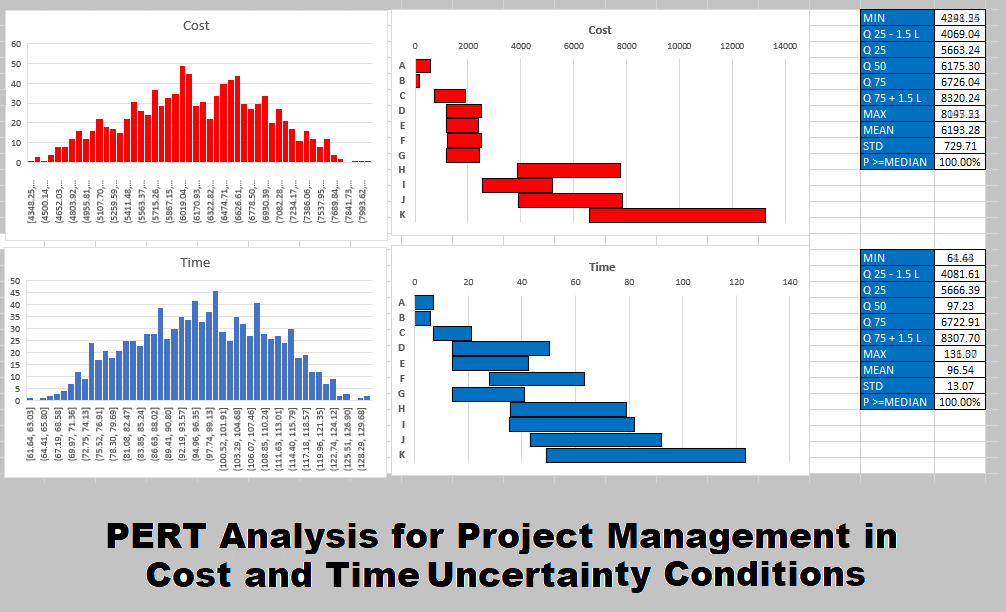 Cost
60
50
40
30
20
10
0
[4348.25,…
[4500.14,…
[4652.03,…
[4803.92,…
[4955.81,…
[5107.70,…
[5259.59,…
[5411.48,…
[5563.37,…
[5715.26,…
[5867.15,…
[6019.04,…
[6170.93,…
[6322.82,…
[6474.71,…
[6626.61,…
[6778.50,…
[6930.39,…
[7082.28,…
[7234.17,…
[7386.06,…
[7537.95,…
[7689.84,…
[7841.73,…
[7993.62,…
Cost
0 2000 4000 6000 8000 10000 12000 14000
A
B
C
D
E
F
G
H
I
J
K
MIN
Q 25 - 1.5 L 4069.04
Q 25 5663.24
Q 50 6175.30
Q 75 6726.04
Q 75 + 1.5 L 8320.24
MAX
MEAN 6193.28
STD 729.71
P >=MEDIAN 100.00%
Time
50
45
40
35
30
25
20
15
10
5
0
[61.64, 63.03]
(64.41, 65.80]
(67.19, 68.58]
(69.97, 71.36]
(72.75, 74.13]
(75.52, 76.91]
(78.30, 79.69]
(81.08, 82.47]
(83.85, 85.24]
(86.63, 88.02]
(89.41, 90.80]
(92.19, 93.57]
(94.96, 96.35]
(97.74, 99.13]
(100.52, 101.91]
(103.29, 104.68]
(106.07, 107.46]
(108.85, 110.24]
(111.63, 113.01]
(114.40, 115.79]
(117.18, 118.57]
(119.96, 121.35]
(122.74, 124.12]
(125.51, 126.90]
(128.29, 129.68]
Time
0 20 40 60 80 100 120 140
A
B
C
D
E
F
G
H
I
J
K
MIN
Q 25 - 1.5 L 4081.61
Q 25 5666.39
Q 50 97.23
Q 75 6722.91
Q 75 + 1.5 L 8307.70
MAX
MEAN 96.54
STD 13.07
P >=MEDIAN 100.00%
PERT Analysis for Project Management in
Cost and Time Uncertainty Conditions